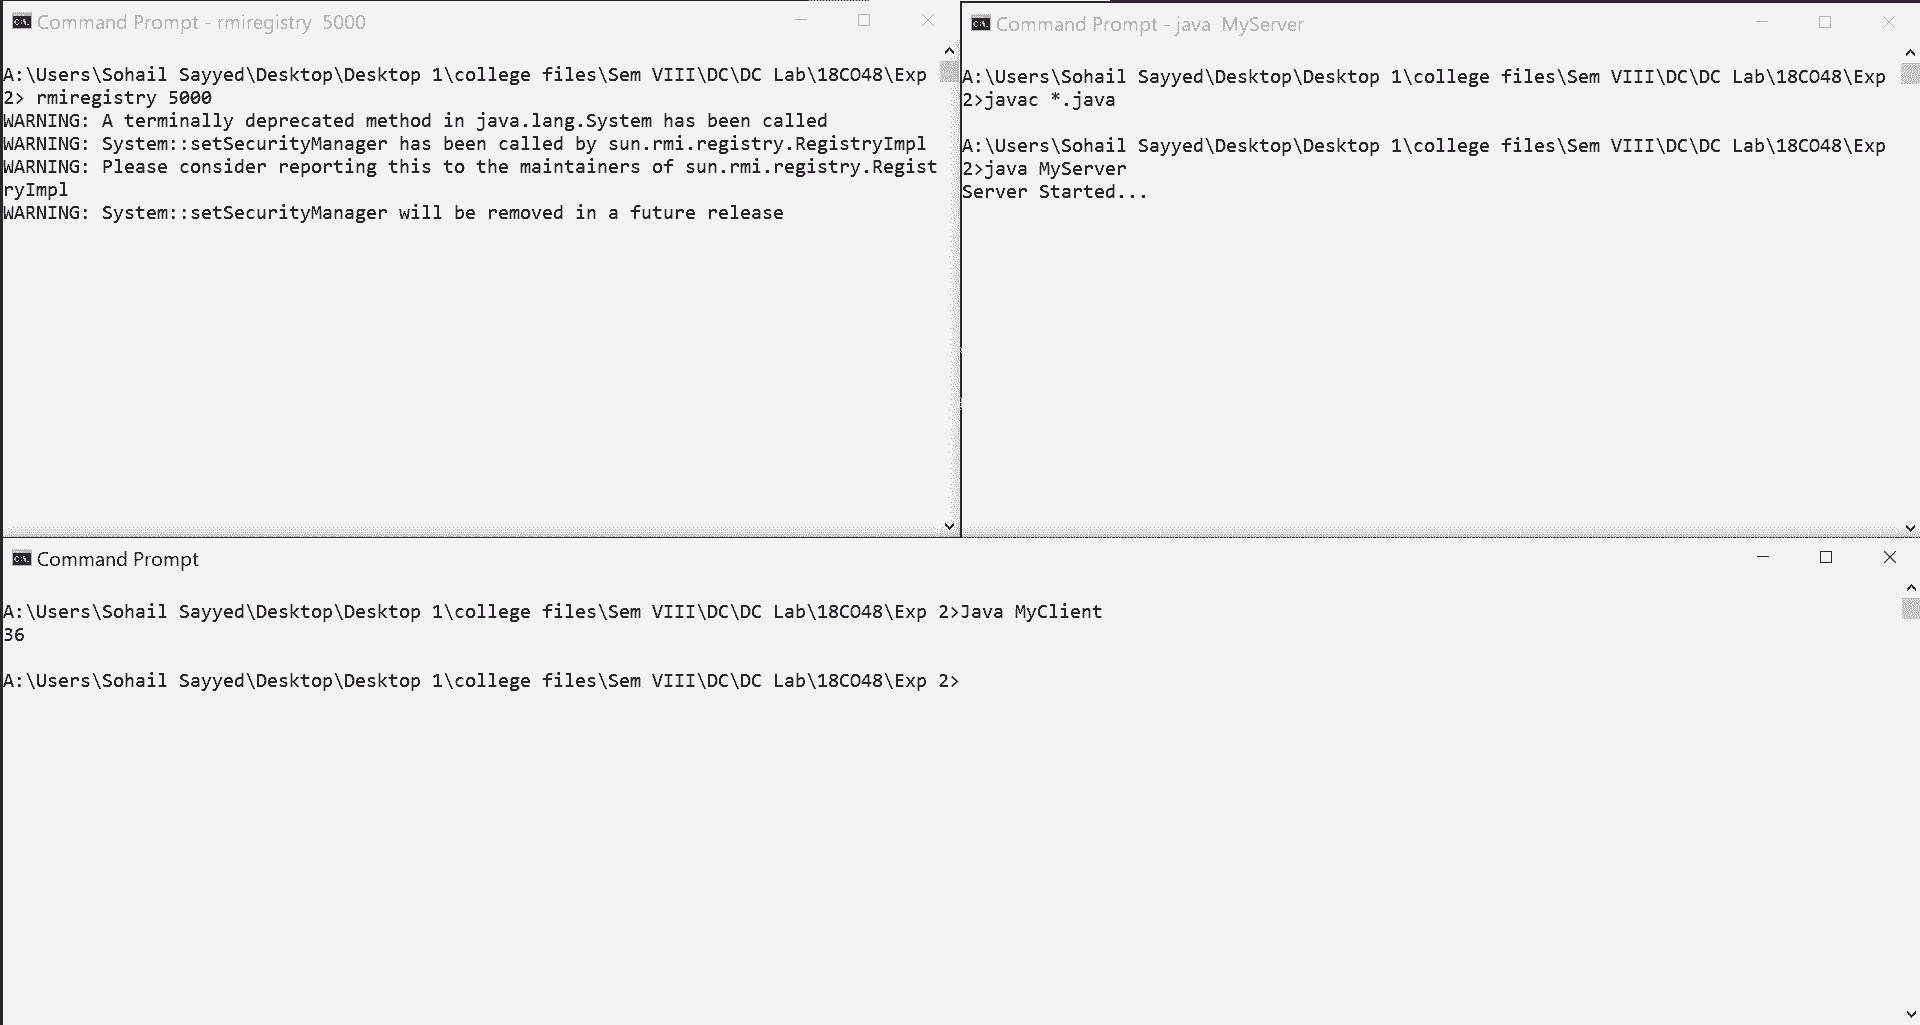 Command Prompt - rmiregistry  5000
A:\Users\Sohail Sayyed\Desktop\Desktop 1\college files\Sem VIII\DC\DC Lab\18CO48\Exp
2> rmiregistry 5000
WARNING: A terminally deprecated method in java.lang.System has been called
WARNING: System::setSecurityManager has been called by sun.rmi.registry.RegistryImpl
WARNING: Please consider reporting this to the maintainers of sun.rmi.registry.Regist
ryImpl
WARNING: System::setSecurityManager will be removed in a future release
Command Prompt - java  MyServer
A:\Users\Sohail Sayyed\Desktop\Desktop 1\college files\Sem VIII\DC\DC Lab\18CO48\Exp
2>javac *.java
A:\Users\Sohail Sayyed\Desktop\Desktop 1\college files\Sem VIII\DC\DC Lab\18CO48\Exp
2>java MyServer
Server Started...
Command Prompt
A:\Users\Sohail Sayyed\Desktop\Desktop 1\college files\Sem VIII\DC\DC Lab\18CO48\Exp 2>Java MyClient
36
A:\Users\Sohail Sayyed\Desktop\Desktop 1\college files\Sem VIII\DC\DC Lab\18CO48\Exp 2>